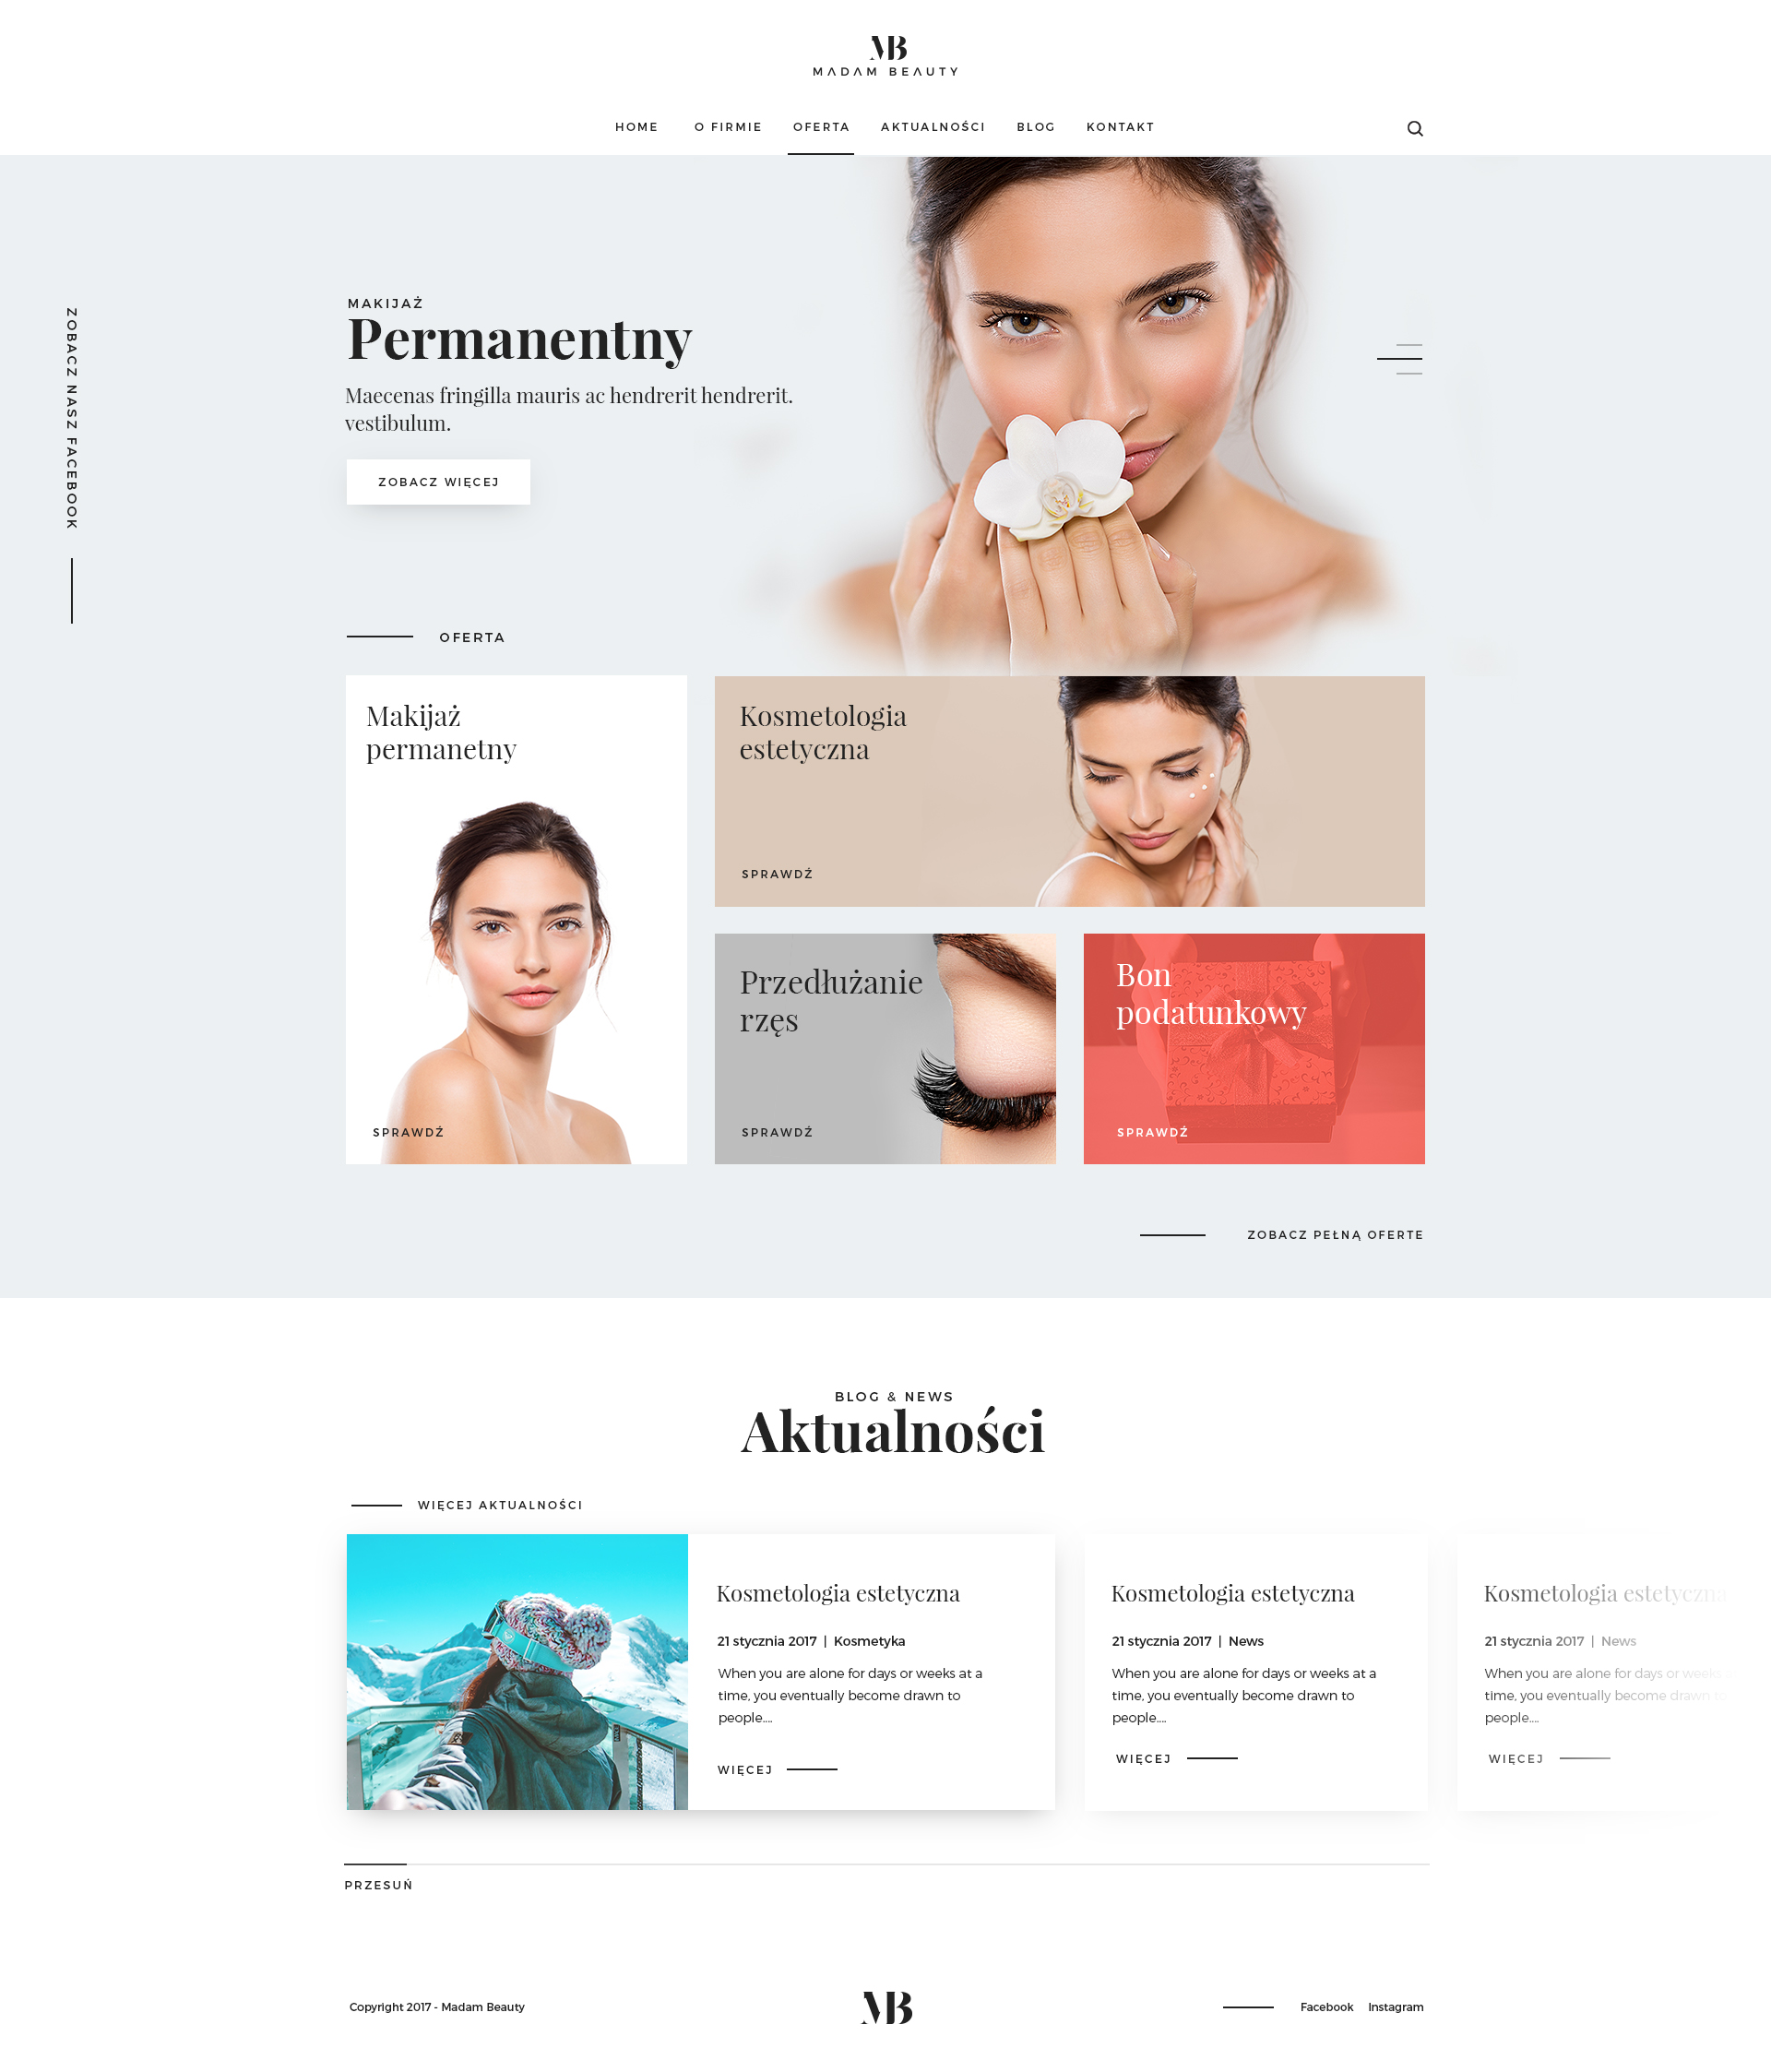 MB
MADAM BEAUTY
HOME O FIRMIE OFERTA AKTUALNOŚCI BLOG KONTAKT
ZOBACZ NASZ FACEBOOK
MAKIJAŻ
Permanentny
Maecenas fringilla mauris ac hendrerit hendrerit.
vestibulum.
ZOBACZ WIĘCEJ
OFERTA
Makijaż
permanetny
SPRAWDŹ
Kosmetologia
estetyczna
SPRAWDŹ
Przedłużanie
rzęs
SPRAWDŹ
Bon
podatunkowy
SPRAWDŹ
ZOBACZ PEŁNĄ OFERTE
BLOG & NEWS
Aktualności
WIĘCEJ AKTUALNOŚCI
Kosmetologia estetyczna
21 stycznia 2017 | Kosmetyka
When you are alone for days or weeks at a
time, you eventually become drawn to
people....
WIĘCEJ
Kosmetologia estetyczna
21 stycznia 2017 | News
When you are alone for days or weeks at a
time, you eventually become drawn to
people....
WIĘCEJ
Kosmetologia estetyczna
21 stycznia 2017 | News
When you are alone for days or weeks
time, you eventually become drawn to
people....
WIĘCEJ
PRZESUŃ
Copyright 2017 - Madam Beauty
MB
Facebook Instagram